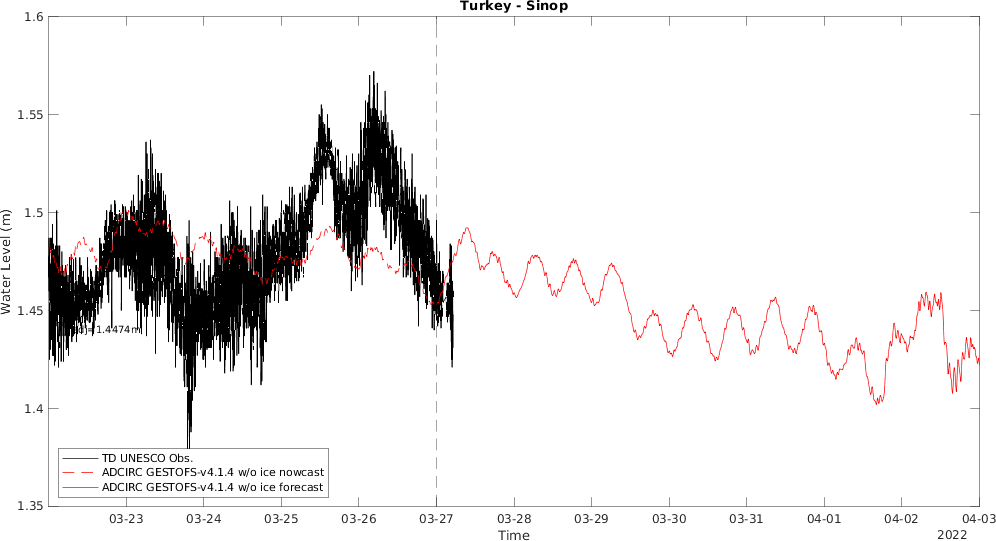 Turkey - Sinop
Water Level (m)
1.6
1.55
1.5
1.45
1.4
1.35
1.4474m
TD UNESCO Obs.
ADCIRC GESTOFS-v4.1.4 w/o ice nowcast
ADCIRC GESTOFS-v4.1.4 w/o ice forecast
03-23 03-24 03-25 03-26 03-27 03-28 03-29 03-30 03-31 04-01 04-02 04-03
Time
2022